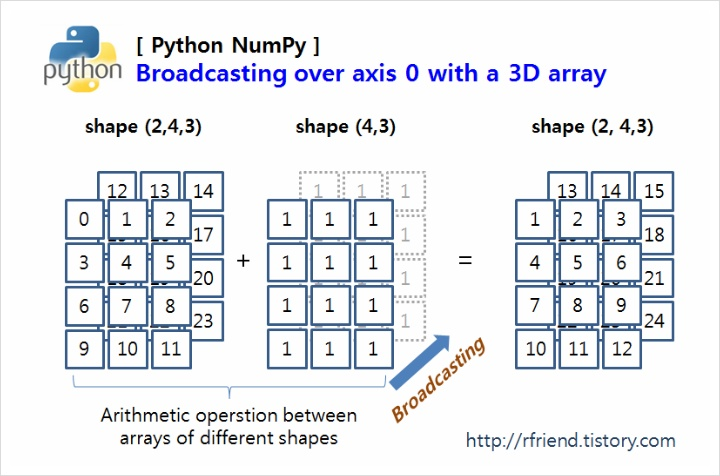 [ Python NumPy ]
python
Broadcasting over axis 0 with a 3D array
shape (2,4,3)
shape (4,3)
shape (2, 4,3)
12 13 14
0 1 2
17
3 4 5
20
6 7 8
23
9 10 11
+
1 1 1
1 1 1
1
1 1 1
1
1 1 1
1
1 1 1
=
13 14 15
1 2 3
18
4 5 6
21
7 8 9
24
10 11 12
Broadcasting
Arithmetic operstion between
arrays of different shapes
http://rfriend.tistory.com